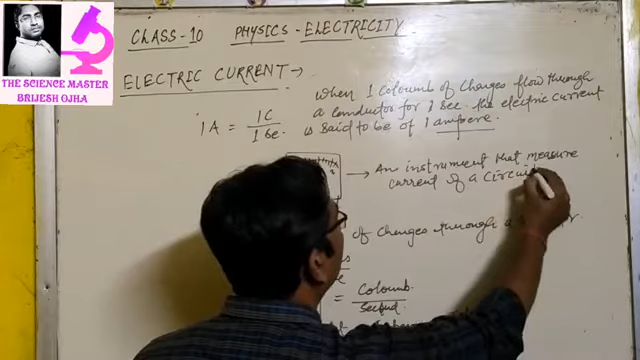 CLASS-10 PHYSICS-ELECTRICITY
THE SCIENCE MASTER
BRIJESH OJHA
ELECTRIC CURRENT→
When 1 Coloumb of Charges flow through
a conductor for 1 Sec. the electric current
is said to be of 1 ampere.
1A = 1C / 1 Se.
→ An instrument that measure
current of a Circuit
of Charges through a
= Coloumb.
Second